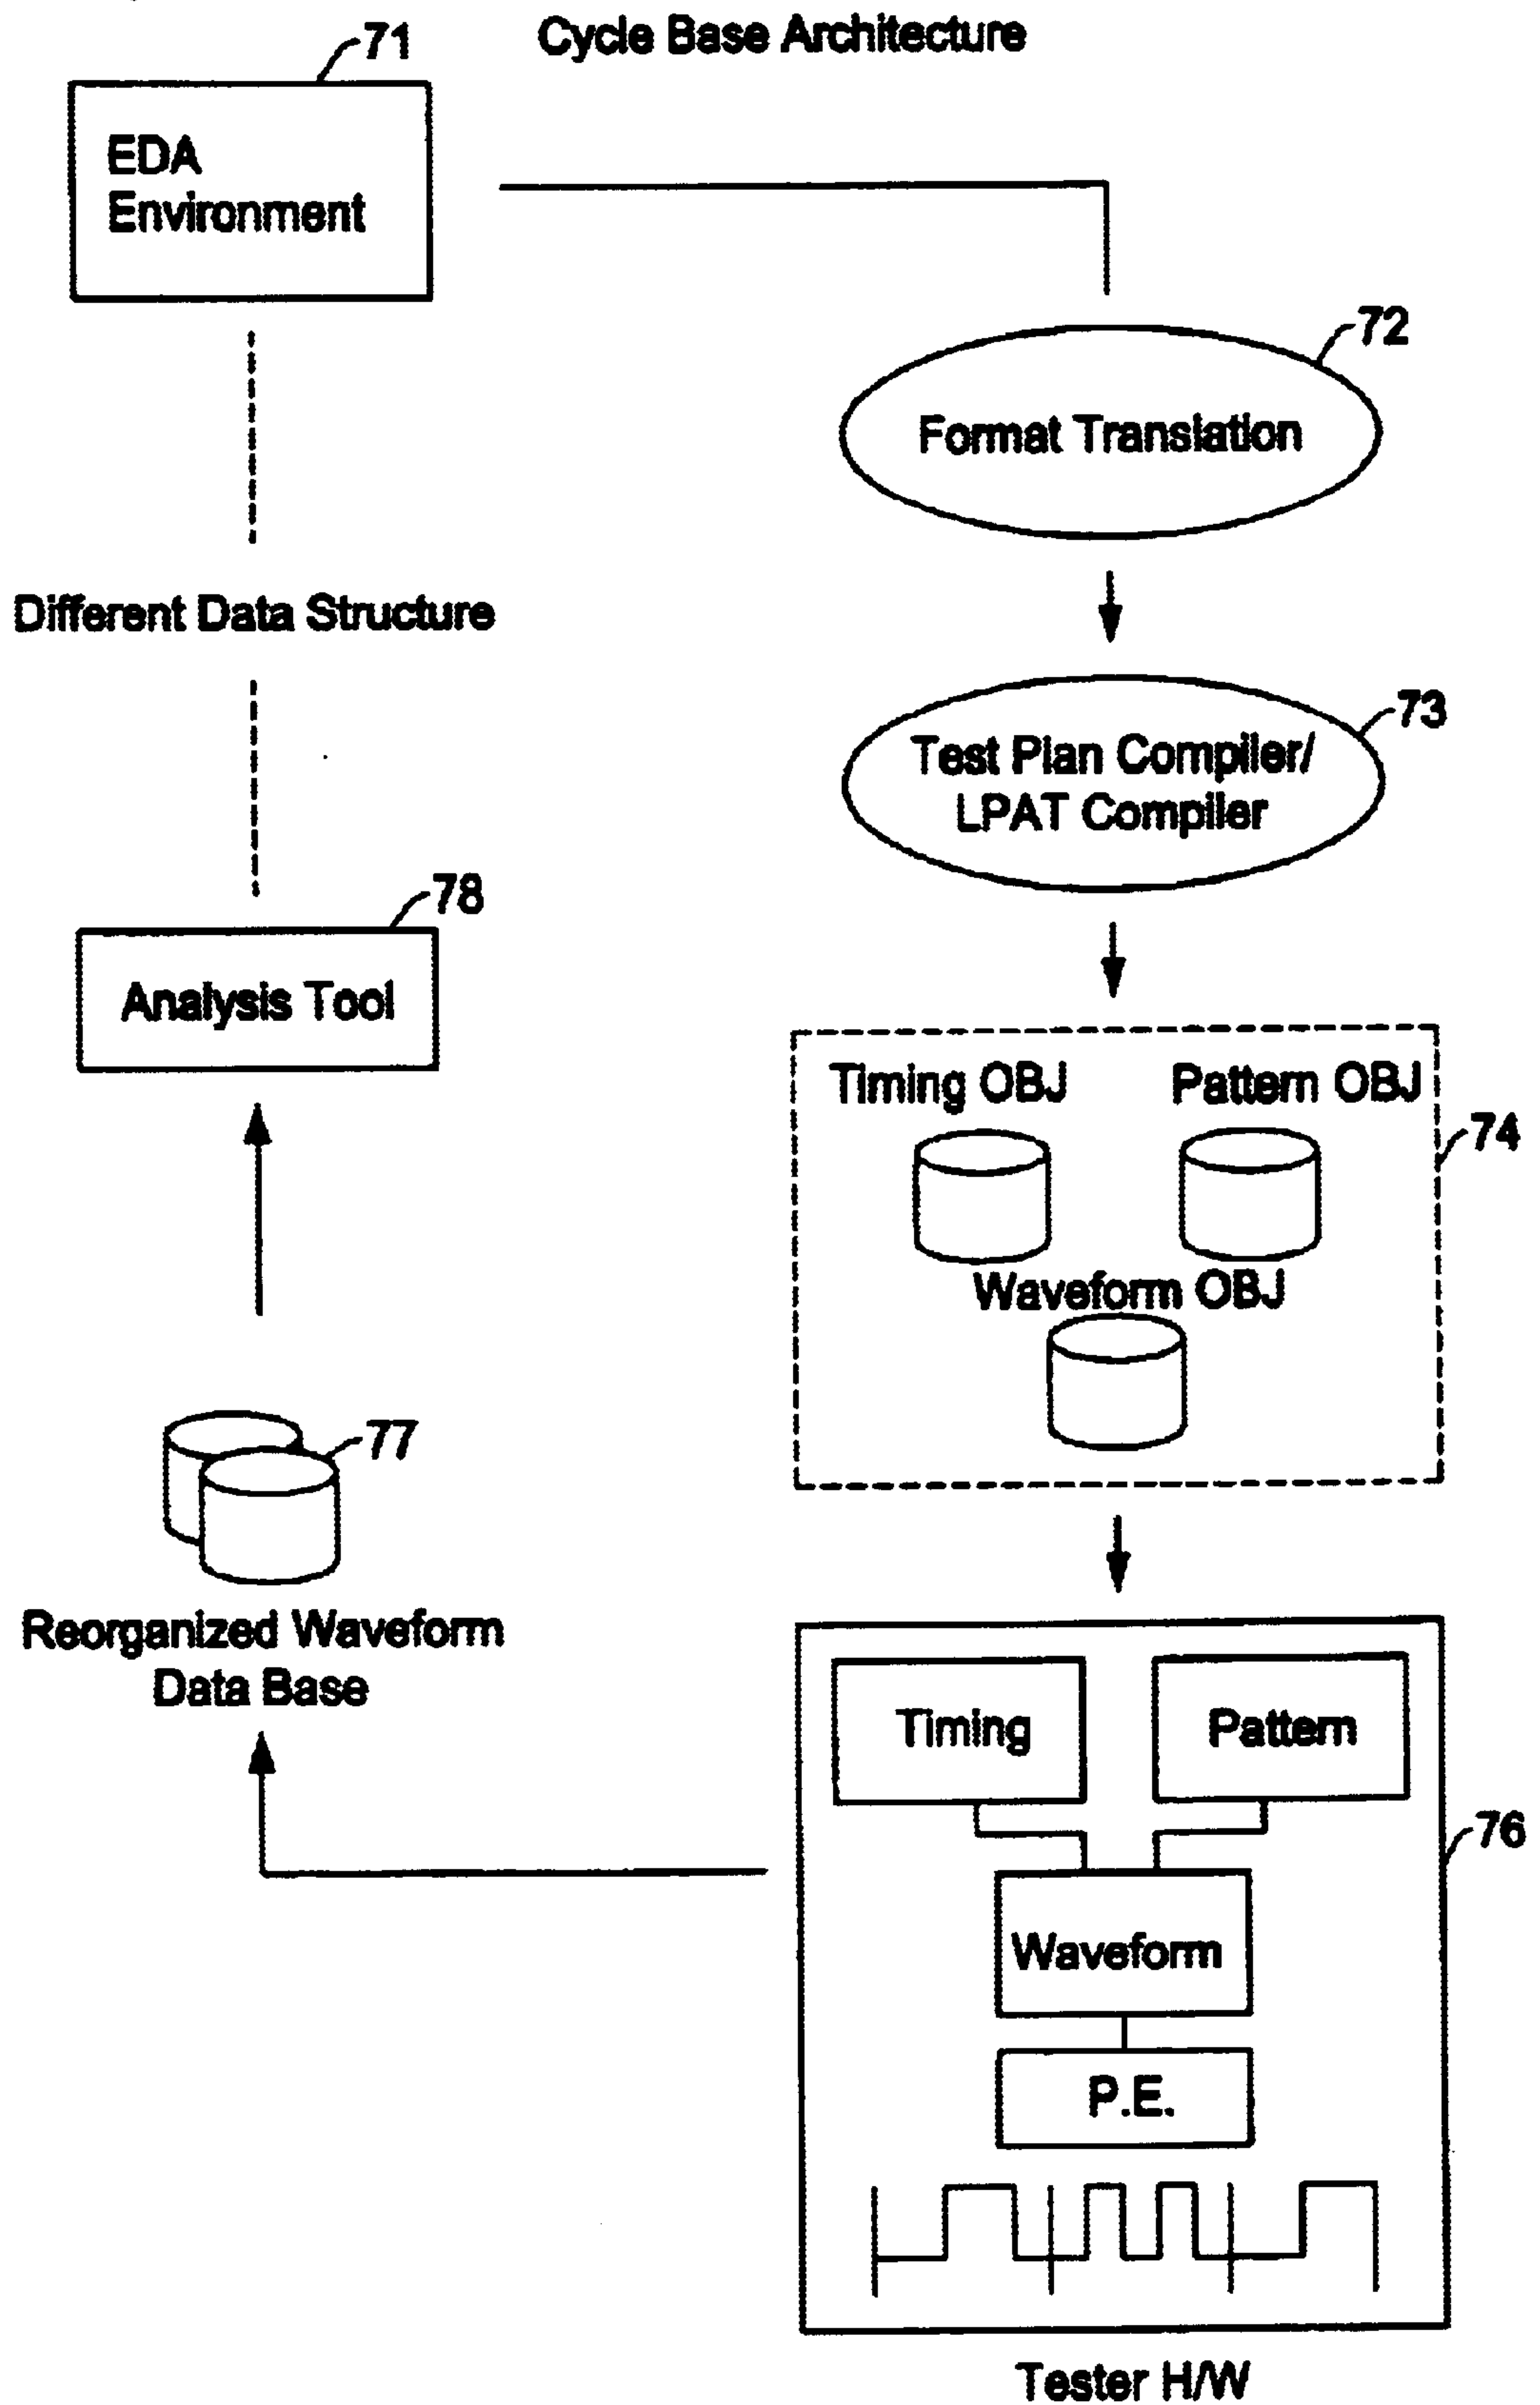 Cycle Base Architecture
71
EDA
Environment
72
Format Translation
Different Data Structure
73
Test Plan Compiler/
LPAT Compiler
78
Analysis Tool
Timing OBJ
Pattern OBJ
74
Waveform OBJ
77
Reorganized Waveform
Data Base
Timing
Pattern
76
Waveform
P.E.
Tester H/W